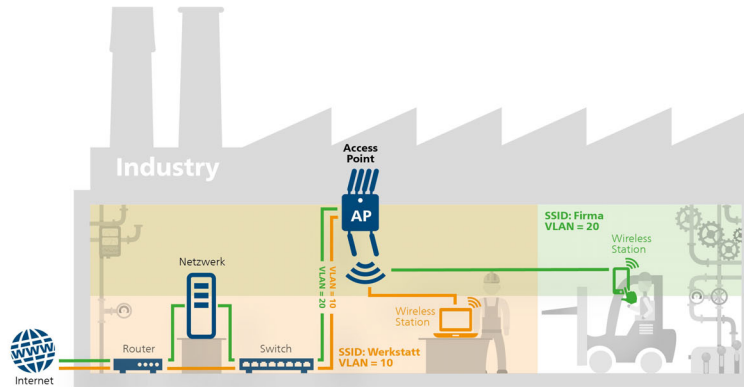 Industry
Access
Point
AP
SSID: Firma
VLAN = 20
Wireless
Station
Netzwerk
VLAN = 20
VLAN = 10
Wireless
Station
WWW
Internet
Router
Switch
SSID: Werkstatt
VLAN = 10